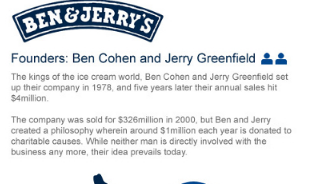 BEN&JERRY'S
Founders: Ben Cohen and Jerry Greenfield
The kings of the ice cream world, Ben Cohen and Jerry Greenfield set
up their company in 1978, and five years later their annual sales hit
$4million.
The company was sold for $326million in 2000, but Ben and Jerry
created a philosophy wherein around $1million each year is donated to
charitable causes. While neither man is directly involved with the
business any more, their idea prevails today.